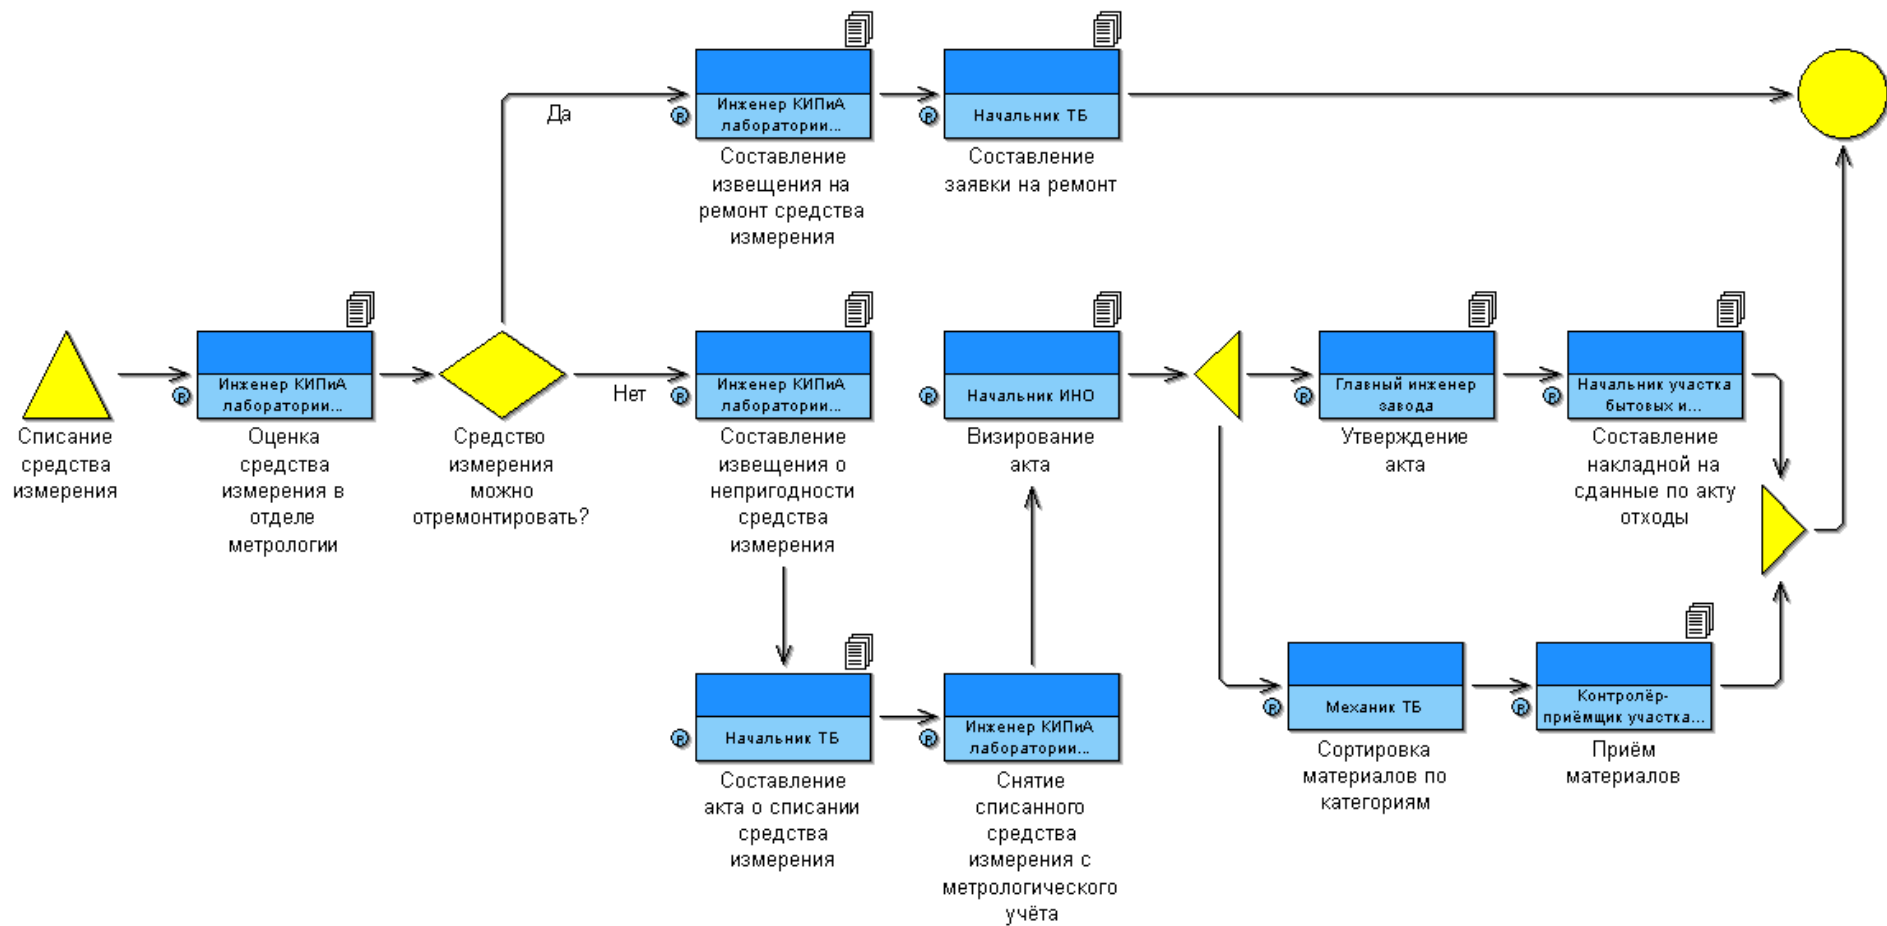 Да
Инженер КИПиА
лаборатории...
Составление
извещения на
ремонт средства
измерения
Начальник ТБ
Составление
заявки на ремонт
Списание
средства
измерения
Инженер КИПиА
лаборатории...
Оценка
средства
измерения в
отделе
метрологии
Средство
измерения
можно
отремонтировать?
Нет
Инженер КИПиА
лаборатории...
Составление
извещения о
непригодности
средства
измерения
Начальник ИНО
Визирование
акта
Главный инженер
завода
Утверждение
акта
Начальник участка
бытовых и...
Составление
накладной на
сданные по акту
отходы
Начальник ТБ
Составление
акта о списании
средства
измерения
Инженер КИПиА
лаборатории...
Снятие
списанного
средства
измерения с
метрологического
учёта
Механик ТБ
Сортировка
материалов по
категориям
Контролёр-
приёмщик участка...
Приём
материалов
P
P
P
P
P
P
P
P
P
P